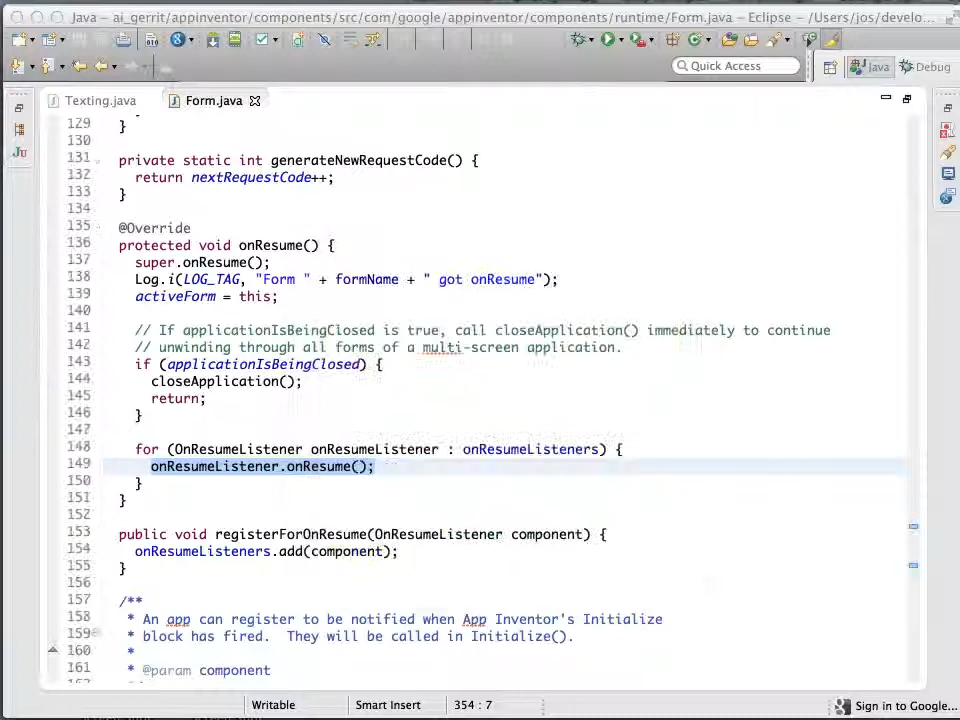 Java – ai_gerrit/appinventor/components/src/com/google/appinventor/components/runtime/Form.java – Eclipse – /Users/jos/develo...
Quick Access
Java
Debug
Texting.java
Form.java
129 }
130
131 private static int generateNewRequestCode() {
132 return nextRequestCode++;
133 }
134
135 @Override
136 protected void onResume() {
137 super.onResume();
138 Log.i(LOG_TAG, "Form " + formName + " got onResume");
139 activeForm = this;
140
141 // If applicationIsBeingClosed is true, call closeApplication() immediately to continue
142 // unwinding through all forms of a multi-screen application.
143 if (applicationIsBeingClosed) {
144 closeApplication();
145 return;
146 }
147
148 for (OnResumeListener onResumeListener : onResumeListeners) {
149 onResumeListener.onResume();
150 }
151 }
152
153 public void registerForOnResume(OnResumeListener component) {
154 onResumeListeners.add(component);
155 }
156
157 /**
158 * An app can register to be notified when App Inventor's Initialize
159 * block has fired.  They will be called in Initialize().
160 *
161 * @param component
Ju
Writable
Smart Insert
354 : 7
Sign in to Google...